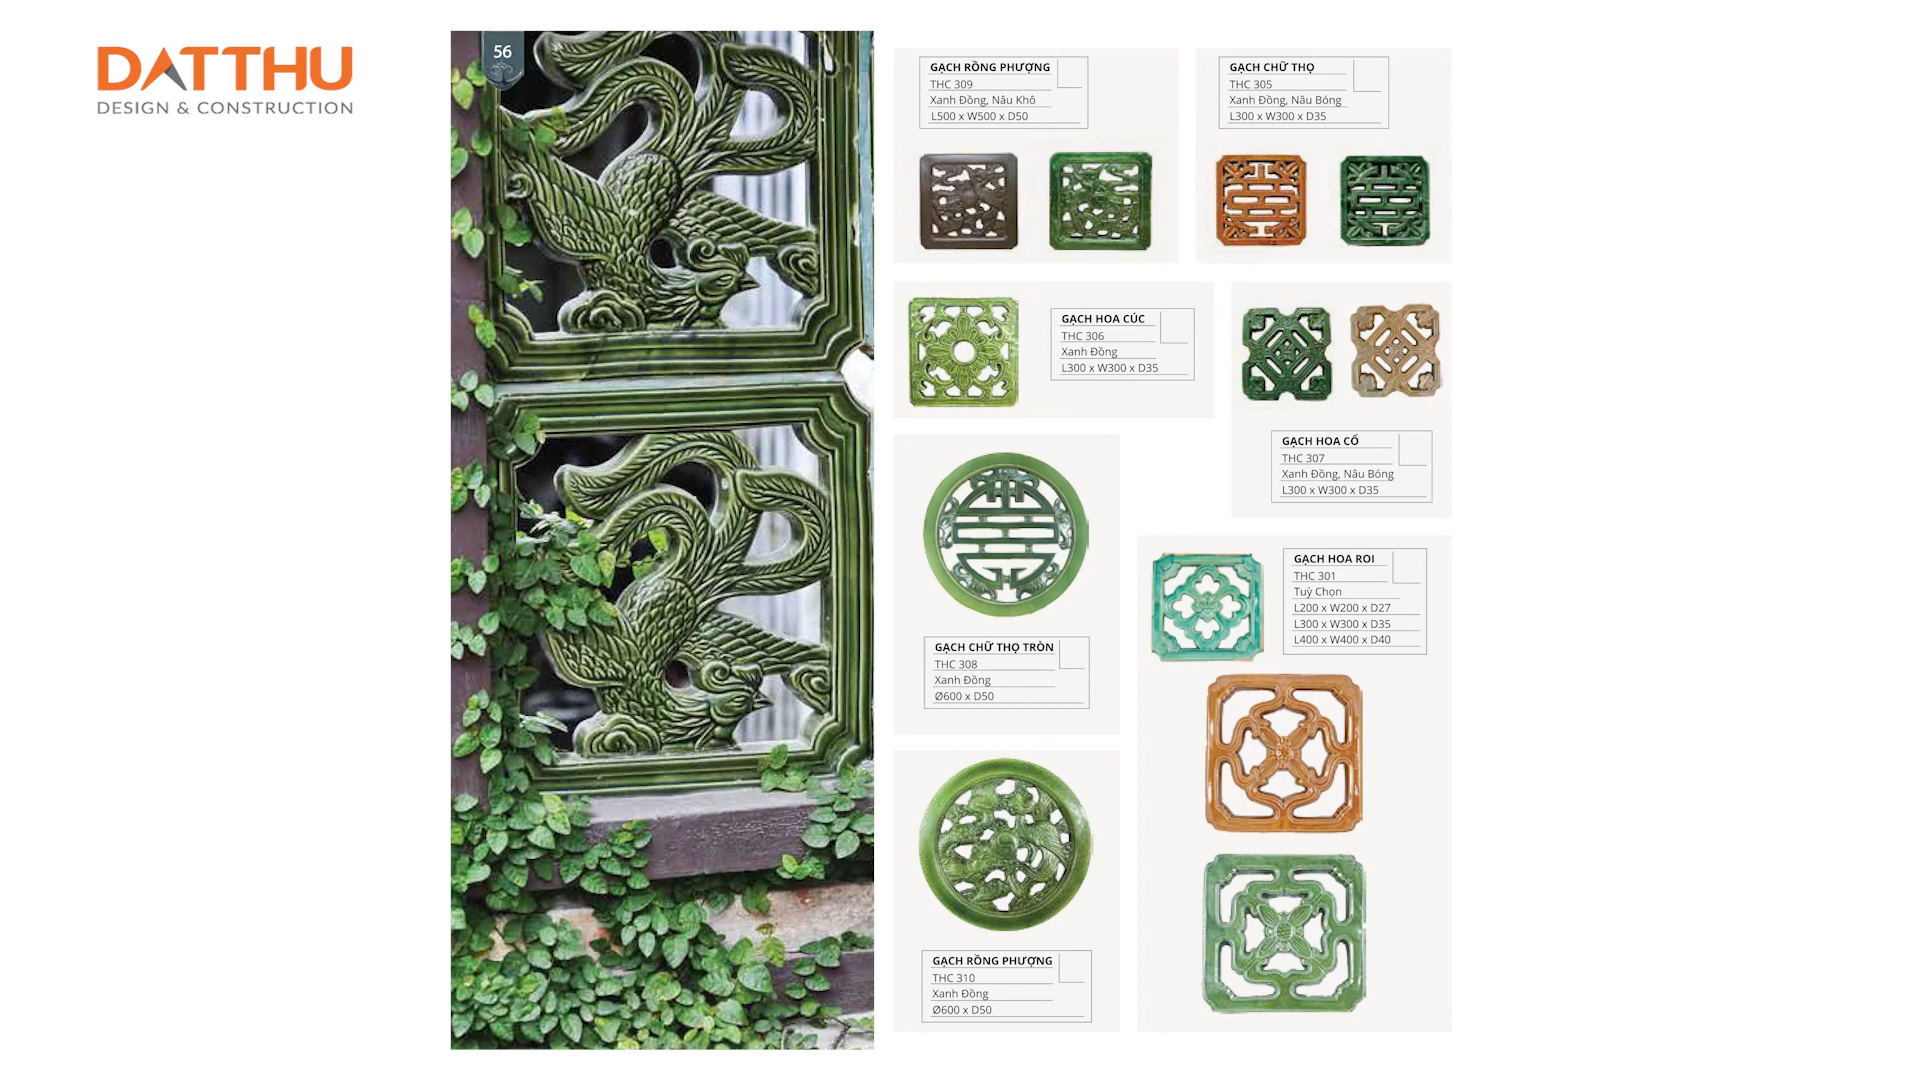 DATTHU
DESIGN & CONSTRUCTION
56
GẠCH RỒNG PHƯỢNG
THC 309
Xanh Đồng, Nâu Khô
L500 x W500 x D50
GẠCH CHỮ THỌ
THC 305
Xanh Đồng, Nâu Bóng
L300 x W300 x D35
GẠCH HOA CÚC
THC 306
Xanh Đồng
L300 x W300 x D35
GẠCH HOA CỔ
THC 307
Xanh Đồng, Nâu Bóng
L300 x W300 x D35
GẠCH CHỮ THỌ TRÒN
THC 308
Xanh Đồng
Ø600 x D50
GẠCH HOA ROI
THC 301
Tuỳ Chọn
L200 x W200 x D27
L300 x W300 x D35
L400 x W400 x D40
GẠCH RỒNG PHƯỢNG
THC 310
Xanh Đồng
Ø600 x D50